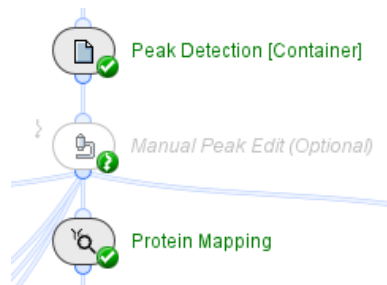 Peak Detection [Container]
Manual Peak Edit (Optional)
Protein Mapping